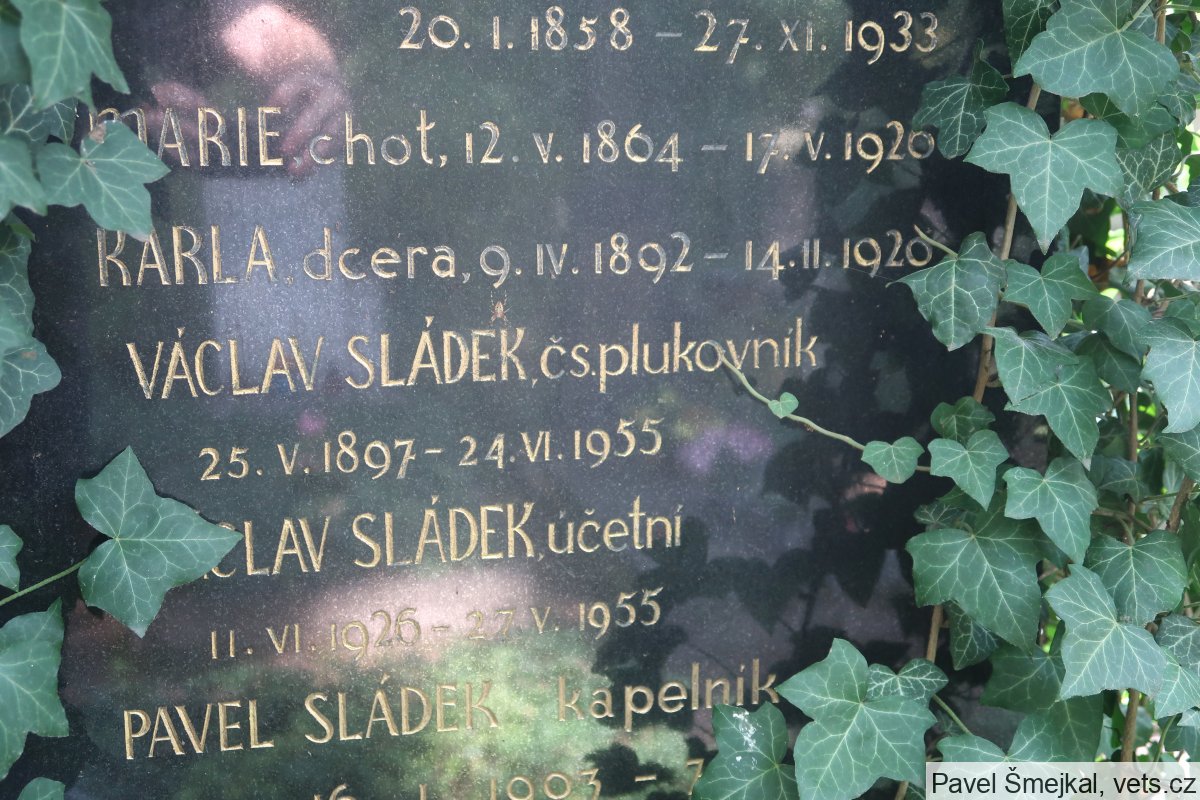 20. I. 1858 – 27. XI. 1933
MARIE, chot, 12. V. 1864 – 17. V. 1920
KARLA, dcera, 9. IV. 1892 – 14. II. 1920
VÁCLAV SLÁDEK, čs. plukovník
25. V. 1897 – 24. VI. 1955
SLÁDEK, účetní
11. VI. 1926 – 27. V. 1955
PAVEL SLÁDEK kapelník
16. I. 1903 –
Pavel Šmejkal, vets.cz